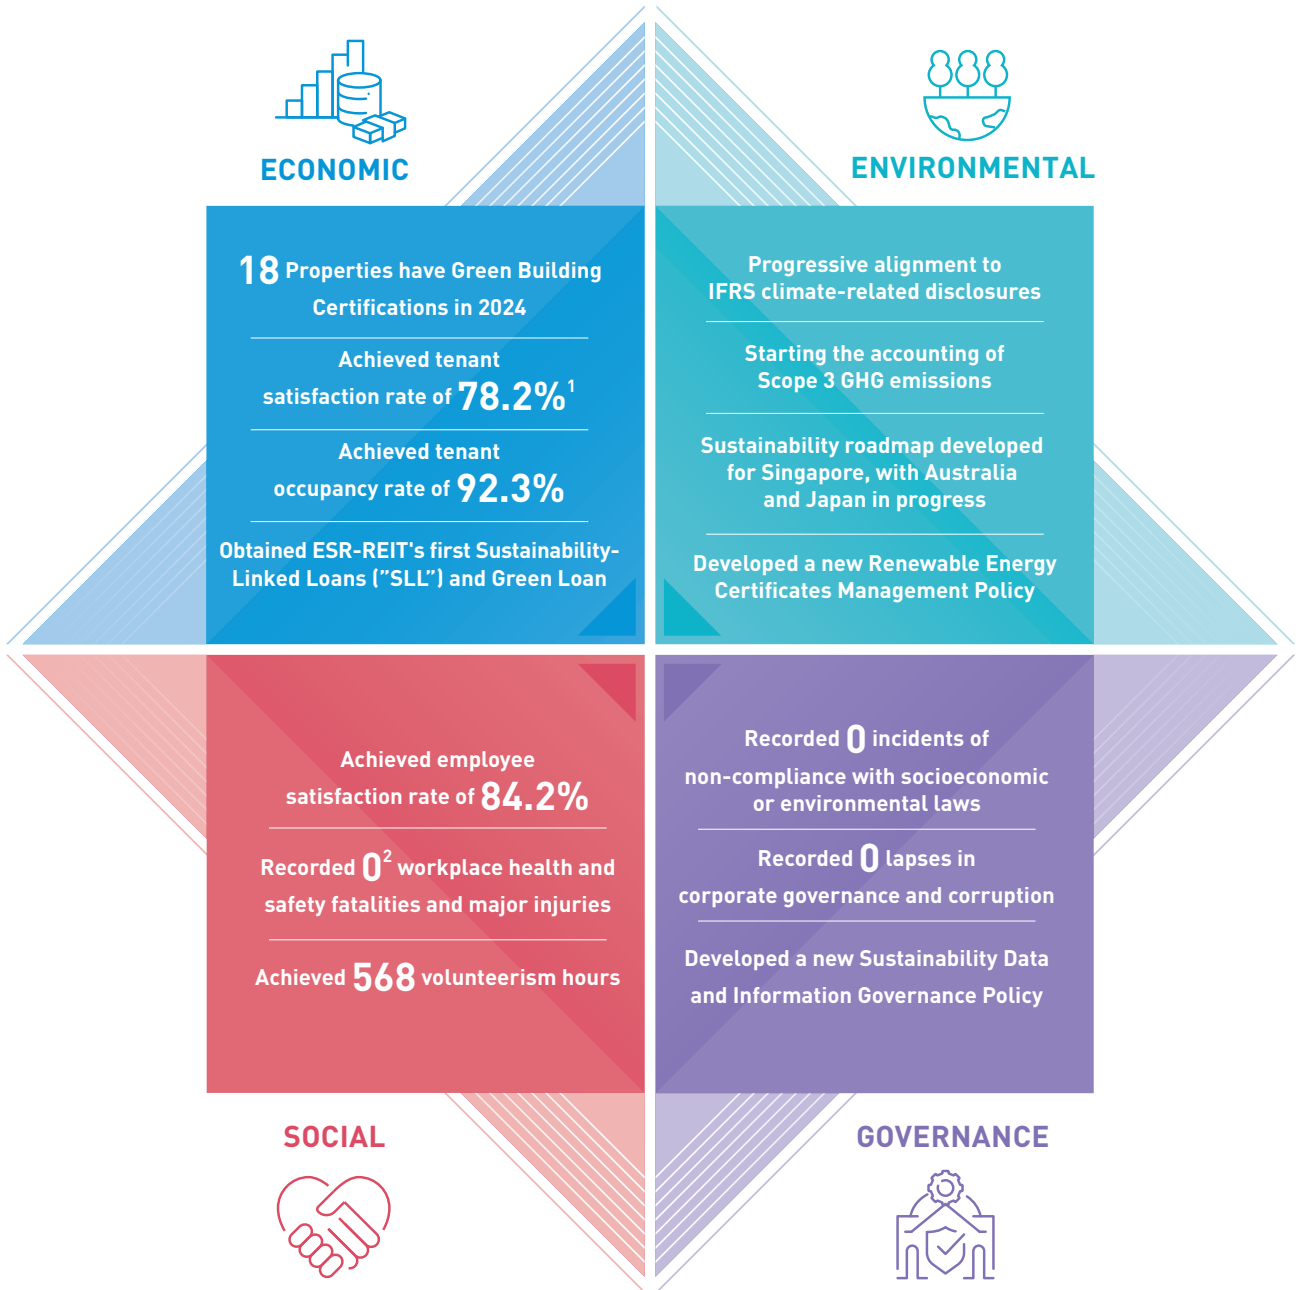 ECONOMIC
18 Properties have Green Building
Certifications in 2024
Achieved tenant
satisfaction rate of 78.2%¹
Achieved tenant
occupancy rate of 92.3%
Obtained ESR-REIT's first Sustainability-
Linked Loans (”SLL”) and Green Loan
ENVIRONMENTAL
Progressive alignment to
IFRS climate-related disclosures
Starting the accounting of
Scope 3 GHG emissions
Sustainability roadmap developed
for Singapore, with Australia
and Japan in progress
Developed a new Renewable Energy
Certificates Management Policy
Achieved employee
satisfaction rate of 84.2%
Recorded 0² workplace health and
safety fatalities and major injuries
Achieved 568 volunteerism hours
SOCIAL
Recorded 0 incidents of
non-compliance with socioeconomic
or environmental laws
Recorded 0 lapses in
corporate governance and corruption
Developed a new Sustainability Data
and Information Governance Policy
GOVERNANCE